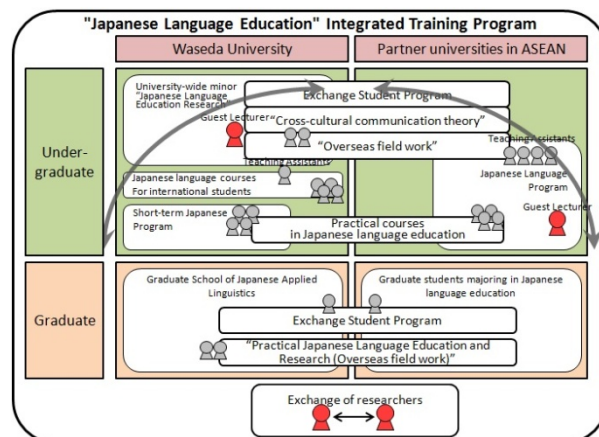 "Japanese Language Education" Integrated Training Program
Waseda University
Partner universities in ASEAN
Under-
graduate
University-wide minor
"Japanese Language
Education Research"
Guest Lecturer
Exchange Student Program
"Cross-cultural communication theory"
"Overseas field work"
Teaching Assistants
Teaching Assistants
Japanese language courses
For international students
Japanese Language
Program
Short-term Japanese
Program
Guest Lecturer
Practical courses
in Japanese language education
Graduate
Graduate School of Japanese Applied
Linguistics
Graduate students majoring in Japanese
language education
Exchange Student Program
"Practical Japanese Language Education and
Research (Overseas field work)"
Exchange of researchers